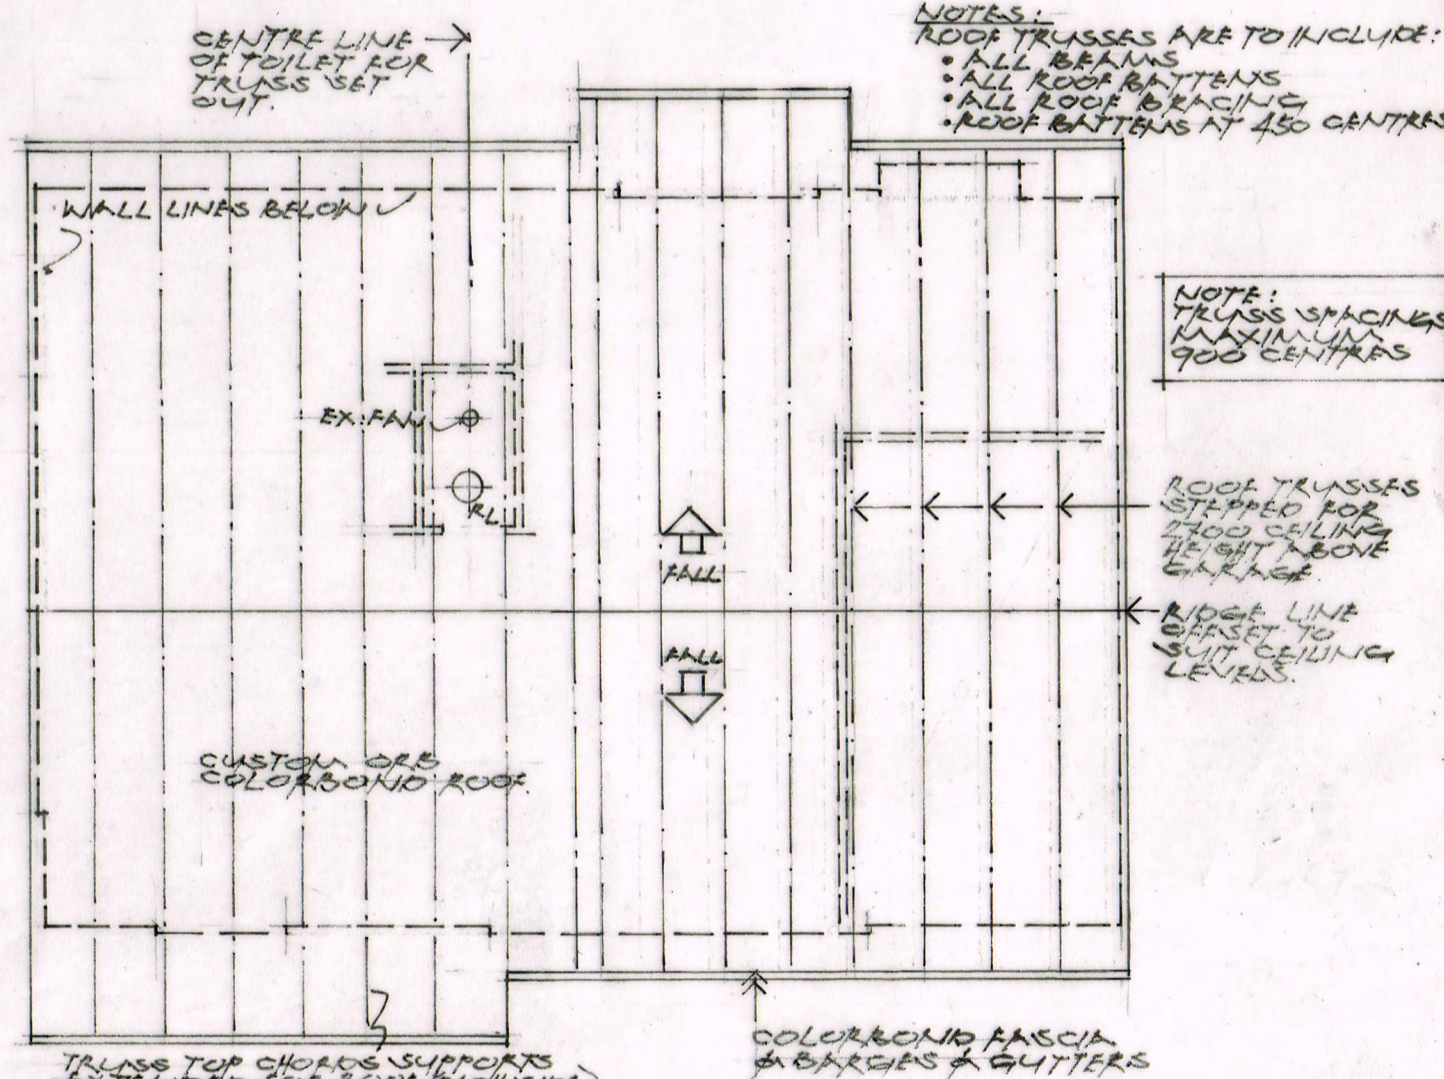 CENTRE LINE
OF TOILET FOR
TRUSS SET
OUT
NOTES:
ROOF TRUSSES ARE TO INCLUDE:
• ALL BEAMS
• ALL ROOF BATTENS
• ALL ROOF BRACING
• ROOF BATTENS AT 450 CENTRES
WALL LINES BELOW
NOTE:
TRUSS SPACINGS
MAXIMUM
900 CENTRES
EX. FAN
RL
ROOF TRUSSES
STEPPED FOR
2700 CEILING
HEIGHT ABOVE
GARAGE.
FALL
RIDGE LINE
OFFSET TO
SUIT CEILING
LEVELS.
FALL
CUSTOM ORB
COLORBOND ROOF.
COLORBOND FASCIA
& BARGES & GUTTERS
TRUSS TOP CHORDS SUPPORTS